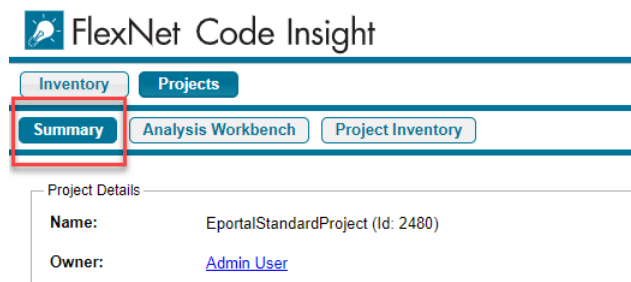 FlexNet Code Insight
Inventory Projects
Summary Analysis Workbench Project Inventory
Project Details
Name: EportalStandardProject (Id: 2480)
Owner: Admin User